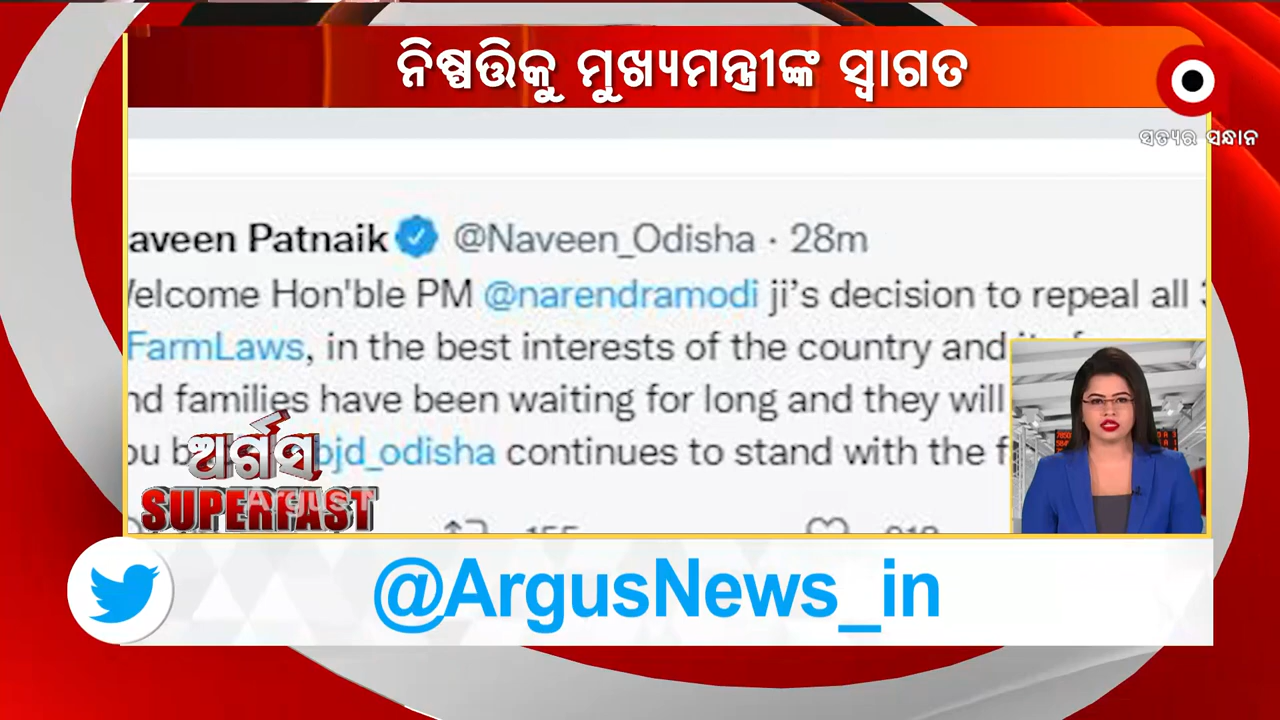 ନିଷ୍ପତ୍ତିକୁ ମୁଖ୍ୟମନ୍ତ୍ରୀଙ୍କ ସ୍ୱାଗତ
ସତ୍ୟର ସନ୍ଧାନ
aveen Patnaik @Naveen_Odisha · 28m
elcome Hon'ble PM @narendramodi ji's decision to repeal all
FarmLaws, in the best interests of the country and
nd families have been waiting for long and they will
ou bjd_odisha continues to stand with the f
ଅର୍ଗସ
SUPERFAST
@ArgusNews_in